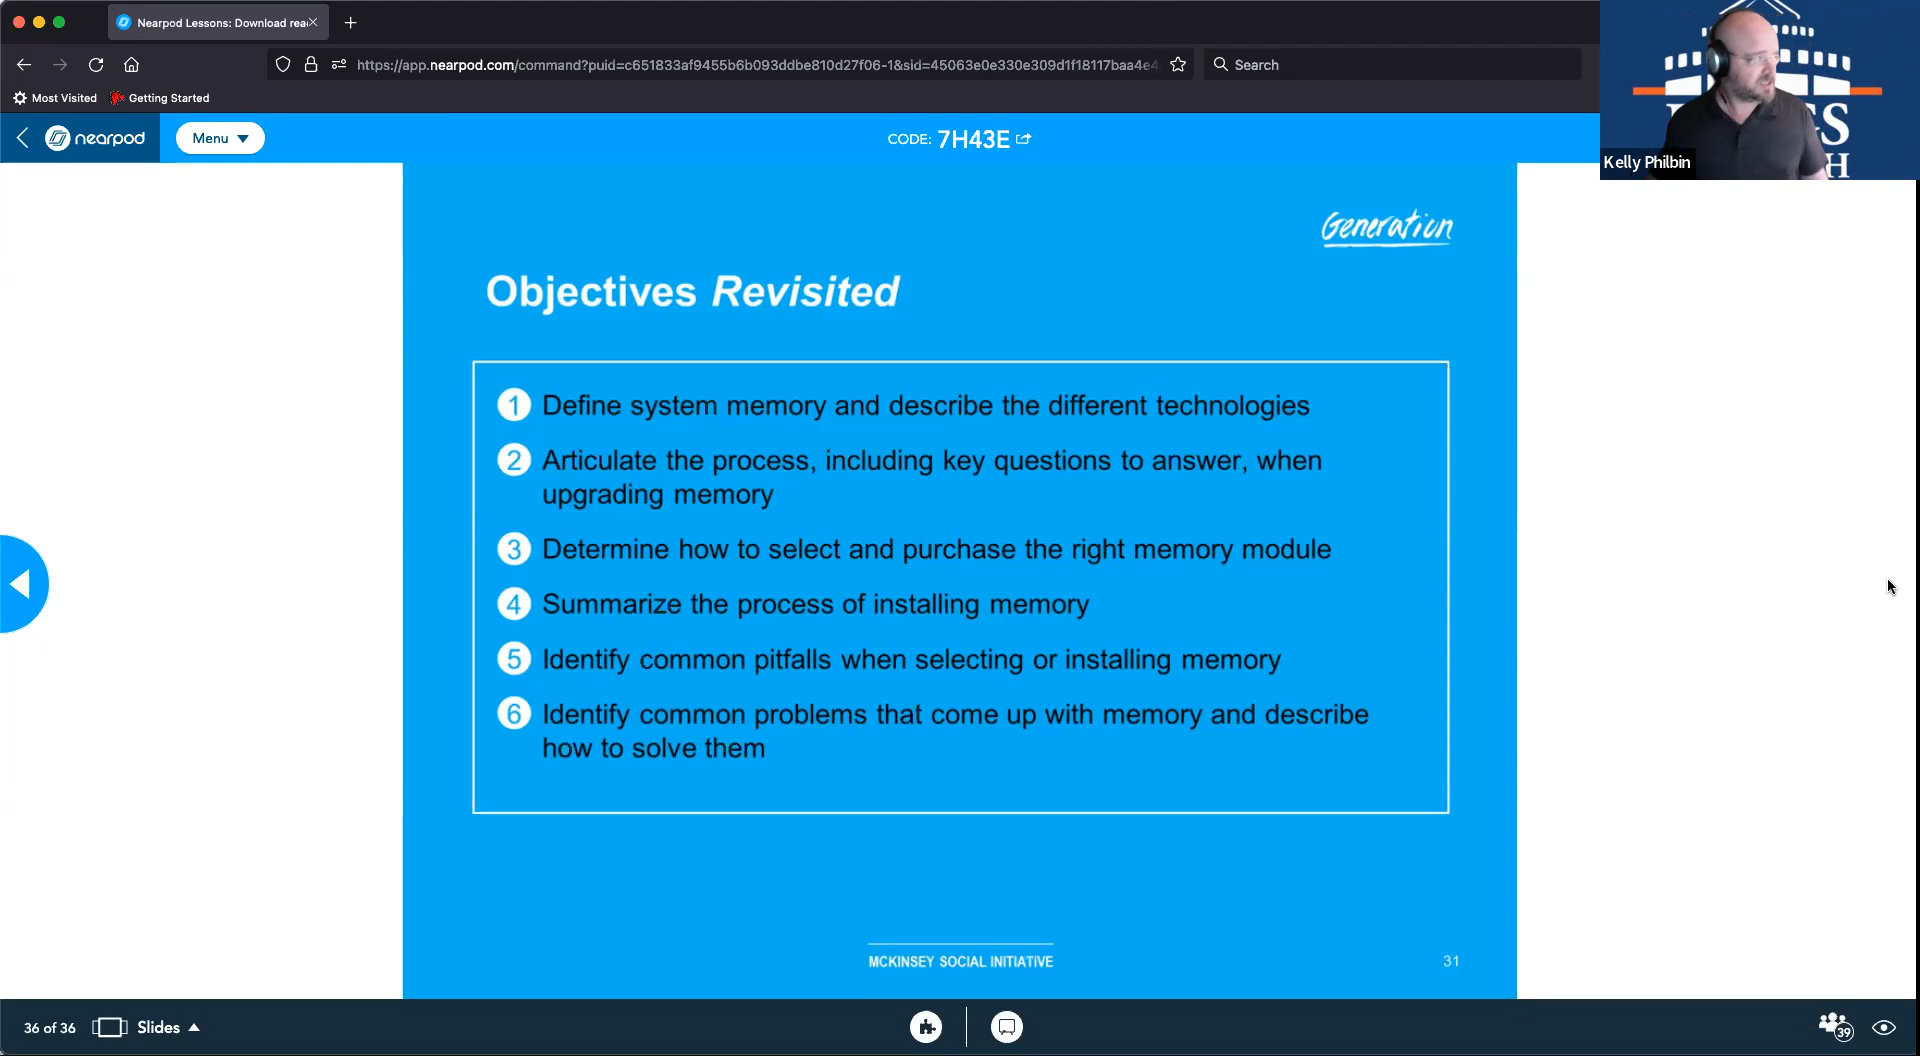 Nearpod Lessons: Download rea
https://app.nearpod.com/command?puid=c651833af9455b6b093ddbe810d27f06-1&sid=45063e0e330e309d1f18117baa4e4
Search
Most Visited
Getting Started
nearpod
Menu
CODE: 7H43E
GS
H
Kelly Philbin
Generation
Objectives Revisited
1 Define system memory and describe the different technologies
2 Articulate the process, including key questions to answer, when
upgrading memory
3 Determine how to select and purchase the right memory module
4 Summarize the process of installing memory
5 Identify common pitfalls when selecting or installing memory
6 Identify common problems that come up with memory and describe
how to solve them
MCKINSEY SOCIAL INITIATIVE
31
36 of 36
Slides
39